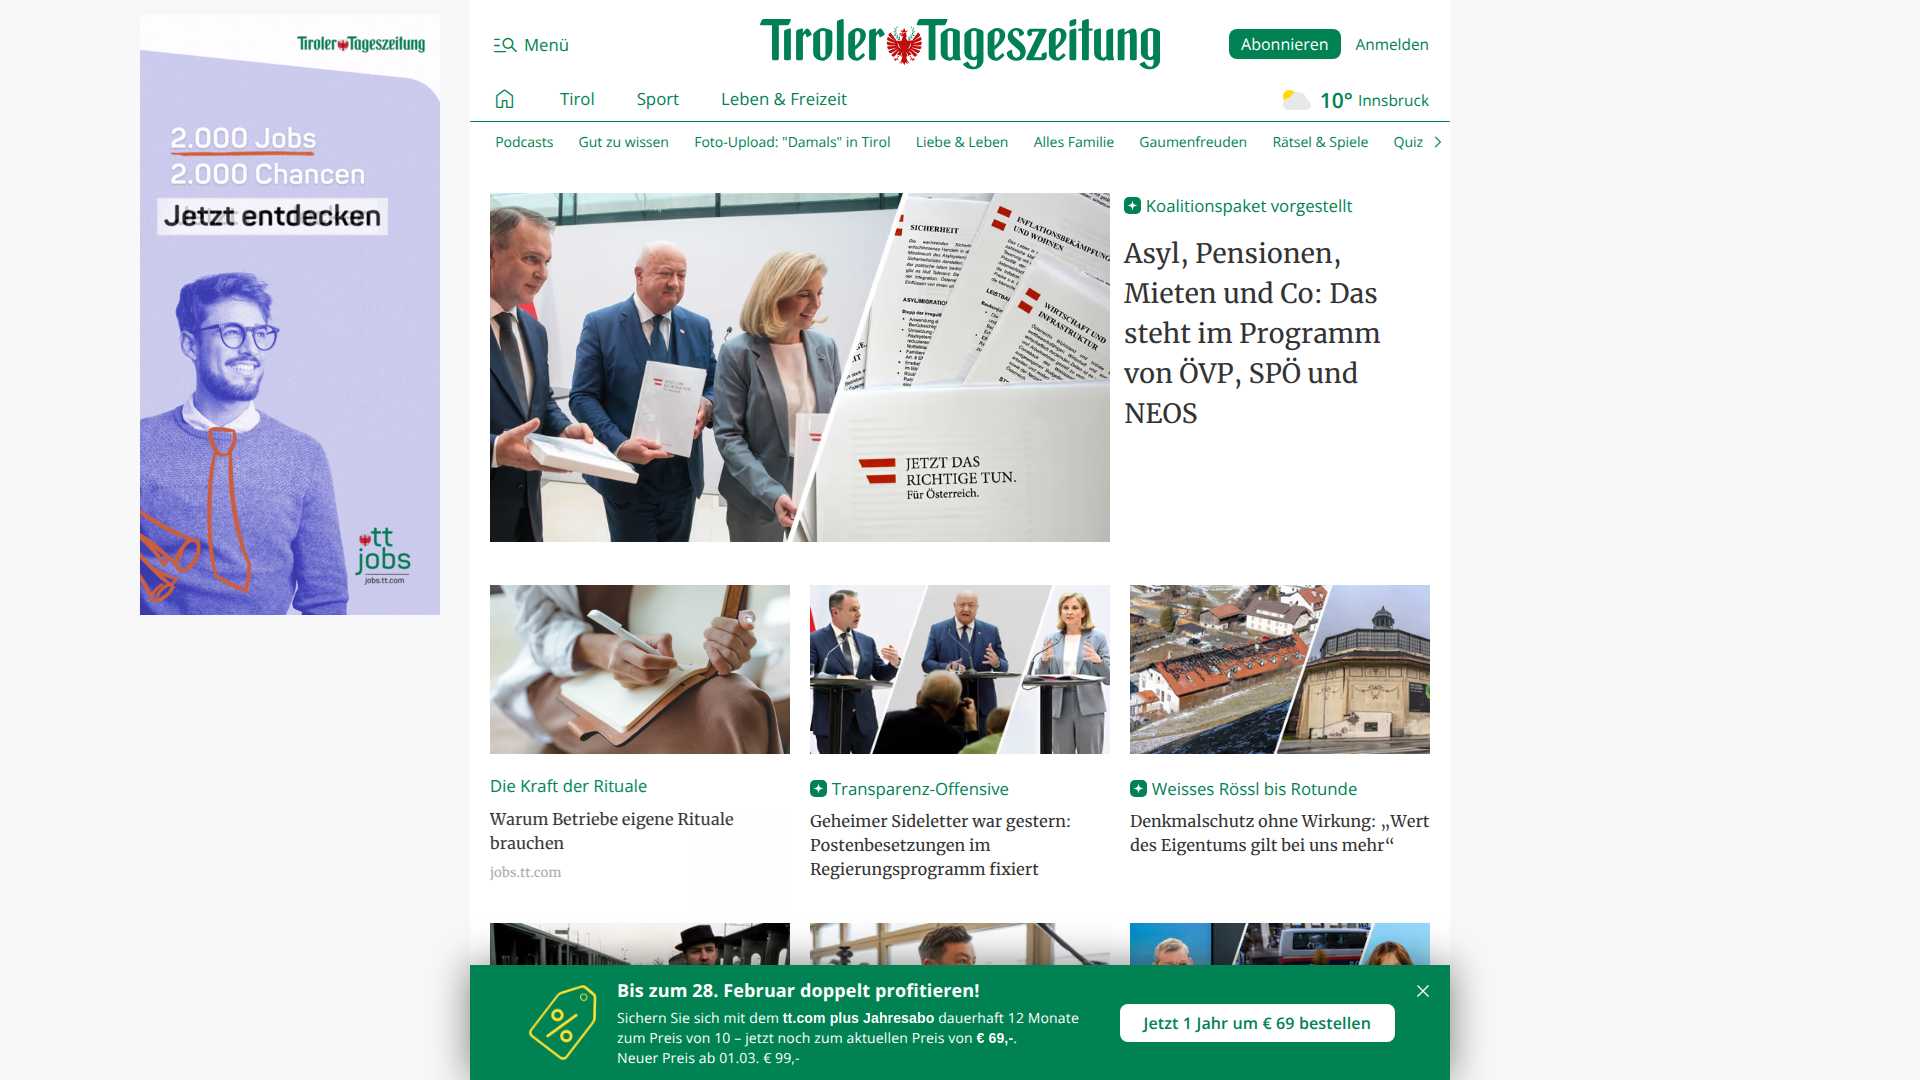 Tiroler Tageszeitung
2.000 Jobs
2.000 Chancen
Jetzt entdecken
tt
jobs
jobs.tt.com
Menü
Tiroler Tageszeitung
Abonnieren
Anmelden
Tirol
Sport
Leben & Freizeit
10° Innsbruck
Podcasts
Gut zu wissen
Foto-Upload: "Damals" in Tirol
Liebe & Leben
Alles Familie
Gaumenfreuden
Rätsel & Spiele
Quiz
SICHERHEIT
INFLATIONSBEKÄMPFUNG
UND WOHNEN
WIRTSCHAFT UND
INFRASTRUKTUR
JETZT DAS
RICHTIGE TUN.
Für Österreich.
Koalitionspaket vorgestellt
Asyl, Pensionen,
Mieten und Co: Das
steht im Programm
von ÖVP, SPÖ und
NEOS
Die Kraft der Rituale
Warum Betriebe eigene Rituale
brauchen
jobs.tt.com
Transparenz-Offensive
Geheimer Sideletter war gestern:
Postenbesetzungen im
Regierungsprogramm fixiert
Weisses Rössl bis Rotunde
Denkmalschutz ohne Wirkung: „Wert
des Eigentums gilt bei uns mehr“
Bis zum 28. Februar doppelt profitieren!
Sichern Sie sich mit dem tt.com plus Jahresabo dauerhaft 12 Monate
zum Preis von 10 – jetzt noch zum aktuellen Preis von € 69,-.
Neuer Preis ab 01.03. € 99,-
Jetzt 1 Jahr um € 69 bestellen